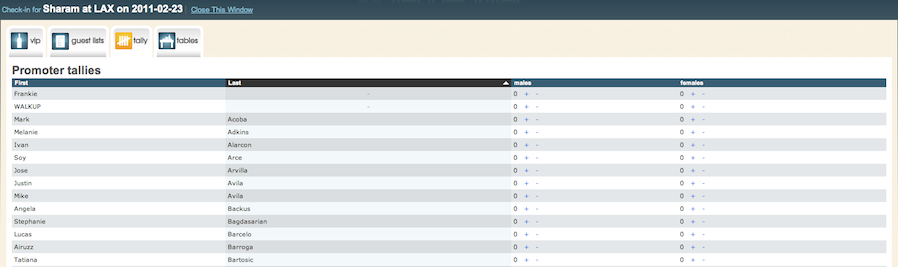 Check-in for Sharam at LAX on 2011-02-23 | Close This Window
vip guest lists tally tables
Promoter tallies
First Last males females
Frankie - 0 + - 0 + -
WALKUP - 0 + - 0 + -
Mark Acoba 0 + - 0 + -
Melanie Adkins 0 + - 0 + -
Ivan Alarcon 0 + - 0 + -
Soy Arce 0 + - 0 + -
Jose Arvilla 0 + - 0 + -
Justin Avila 0 + - 0 + -
Mike Avila 0 + - 0 + -
Angela Backus 0 + - 0 + -
Stephanie Bagdasarian 0 + - 0 + -
Lucas Barcelo 0 + - 0 + -
Airuzz Barroga 0 + - 0 + -
Tatiana Bartosic 0 + - 0 + -